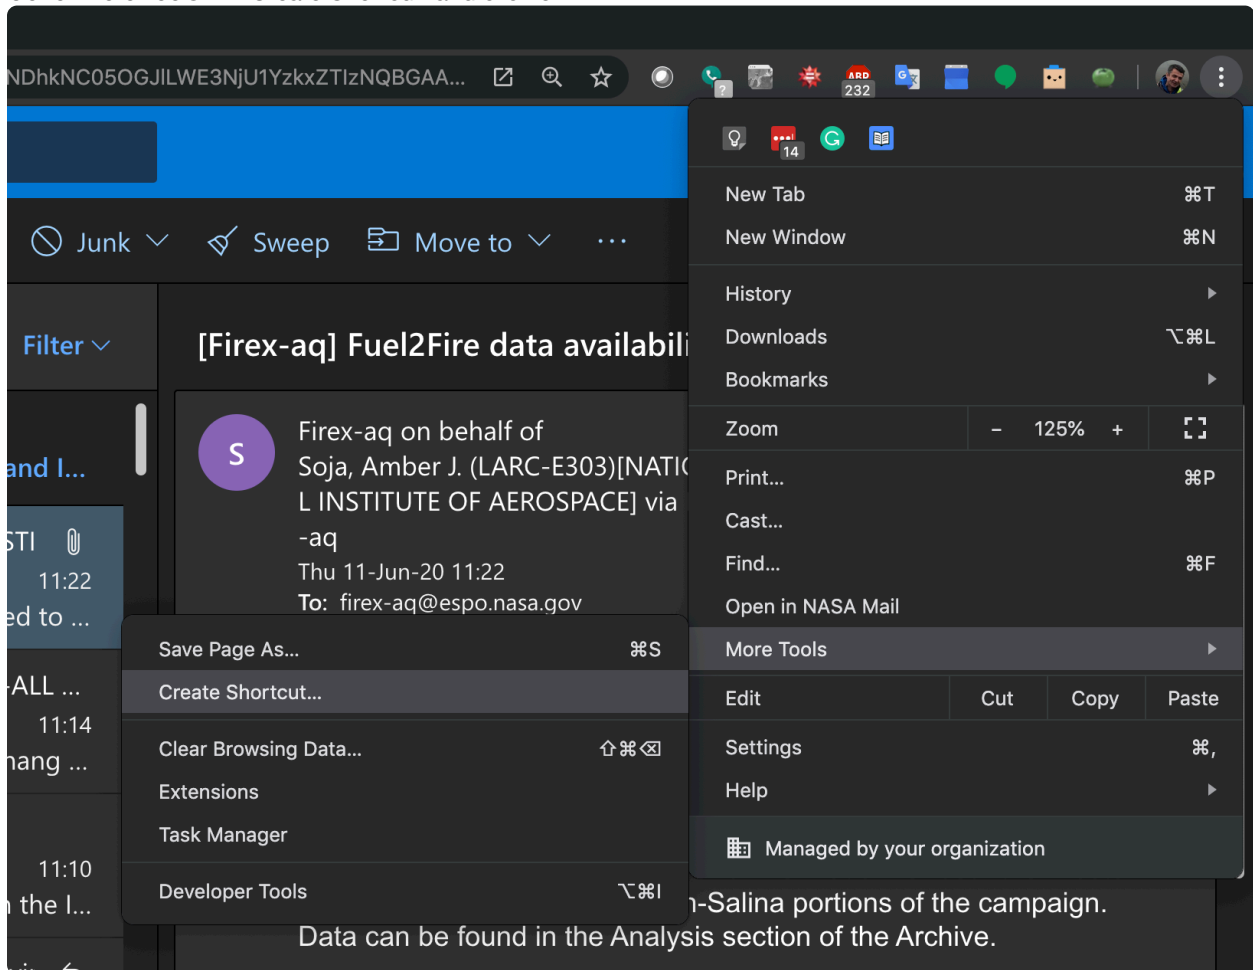 NDhkNC05OGJlLWE3NjU1YzkxZTIzNQBGAA...
?
ABP
232
G
14
New Tab ⌘T
New Window ⌘N
Junk
Sweep
Move to
...
History
Downloads ⌥⌘L
Bookmarks
Filter
[Firex-aq] Fuel2Fire data availabili
Zoom - 125% +
S
Firex-aq on behalf of
Soja, Amber J. (LARC-E303)[NATIO
L INSTITUTE OF AEROSPACE] via
-aq
Thu 11-Jun-20 11:22
To: firex-aq@espo.nasa.gov
and I...
STI
11:22
ed to ...
Print... ⌘P
Cast...
Find... ⌘F
Open in NASA Mail
More Tools
Edit Cut Copy Paste
Settings ⌘,
Help
Managed by your organization
Save Page As... ⌘S
Create Shortcut...
Clear Browsing Data... ⇧⌘⌫
Extensions
Task Manager
Developer Tools ⌥⌘I
-ALL ...
11:14
hang ...
11:10
the I...
-Salina portions of the campaign.
Data can be found in the Analysis section of the Archive.